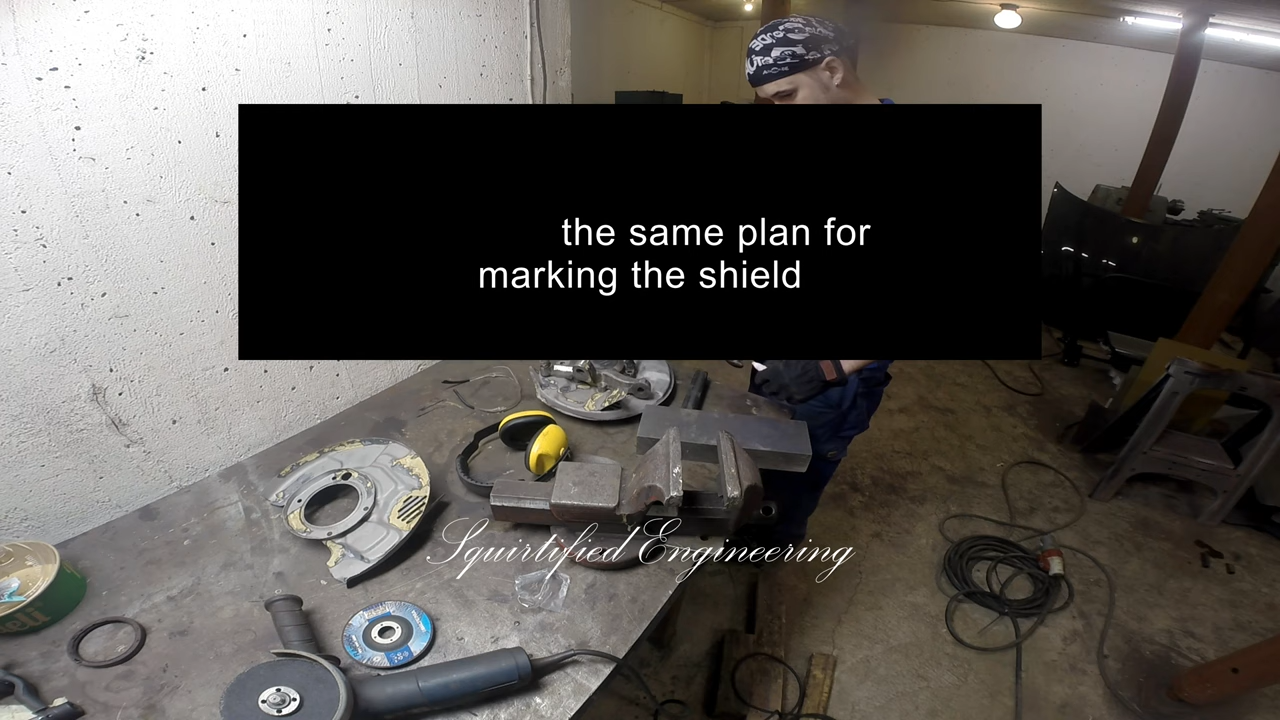 the same plan for
marking the shield
Squirtified Engineering